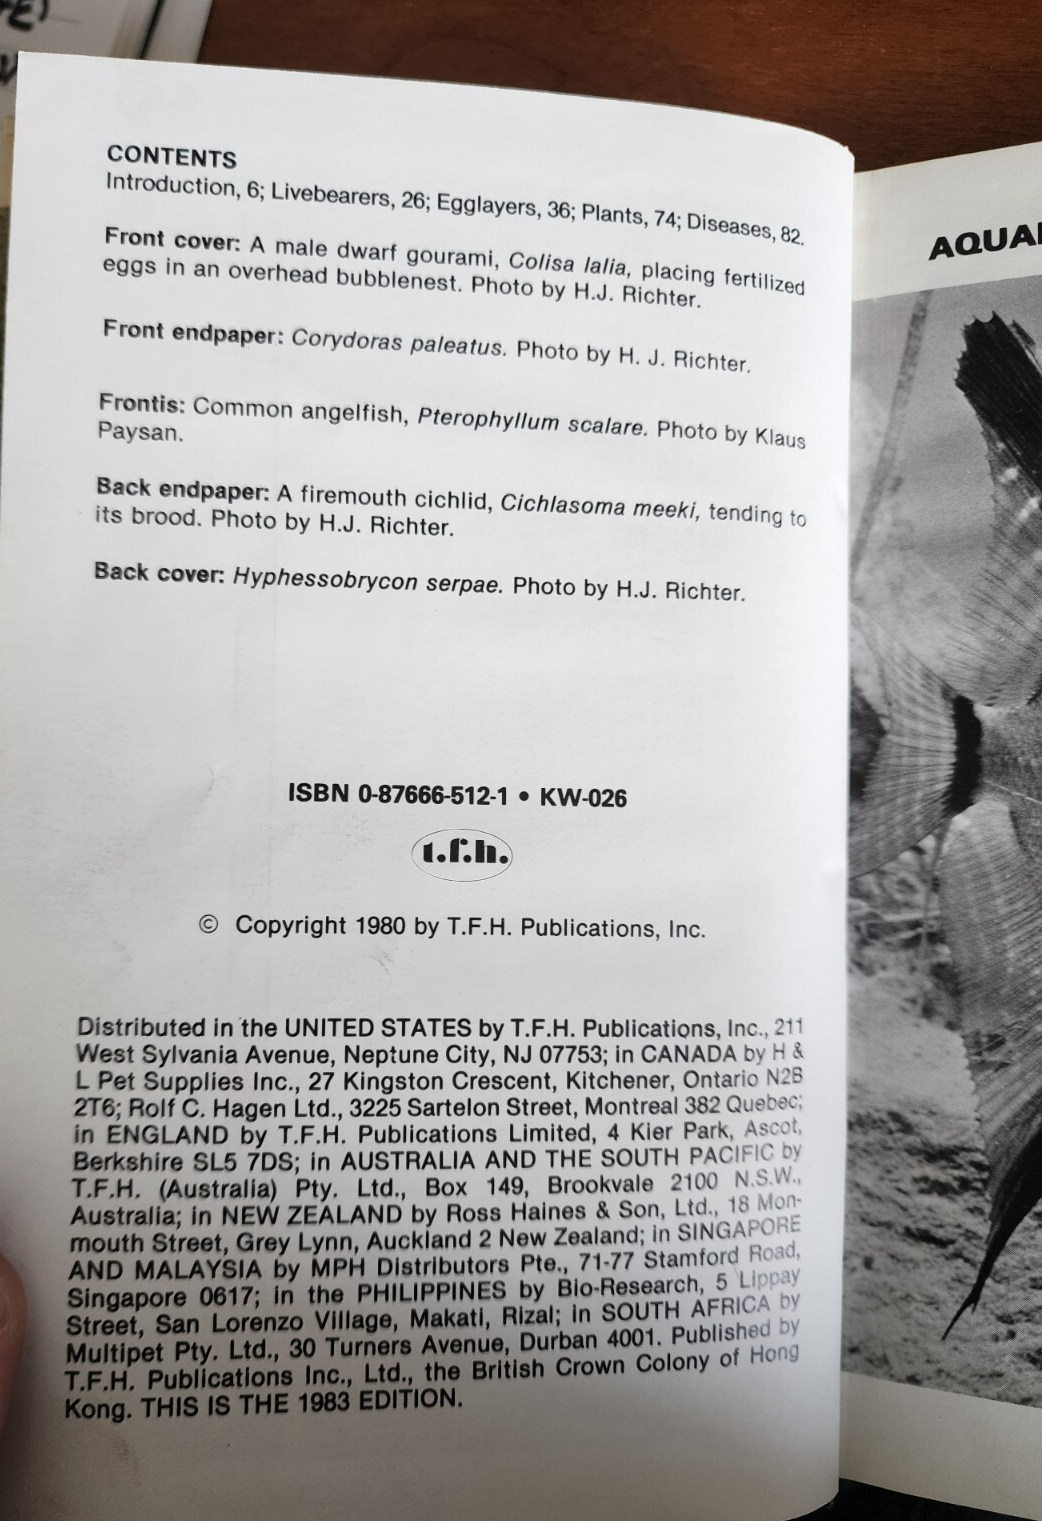 CONTENTS
Introduction, 6; Livebearers, 26; Egglayers, 36; Plants, 74; Diseases, 82.
Front cover: A male dwarf gourami, Colisa lalia, placing fertilized
eggs in an overhead bubblenest. Photo by H.J. Richter.
Front endpaper: Corydoras paleatus. Photo by H. J. Richter.
Frontis: Common angelfish, Pterophyllum scalare. Photo by Klaus
Paysan.
Back endpaper: A firemouth cichlid, Cichlasoma meeki, tending to
its brood. Photo by H.J. Richter.
Back cover: Hyphessobrycon serpae. Photo by H.J. Richter.
ISBN 0-87666-512-1 • KW-026
t.f.h.
© Copyright 1980 by T.F.H. Publications, Inc.
Distributed in the UNITED STATES by T.F.H. Publications, Inc., 211
West Sylvania Avenue, Neptune City, NJ 07753; in CANADA by H &
L Pet Supplies Inc., 27 Kingston Crescent, Kitchener, Ontario N2B
2T6; Rolf C. Hagen Ltd., 3225 Sartelon Street, Montreal 382 Quebec;
in ENGLAND by T.F.H. Publications Limited, 4 Kier Park, Ascot,
Berkshire SL5 7DS; in AUSTRALIA AND THE SOUTH PACIFIC by
T.F.H. (Australia) Pty. Ltd., Box 149, Brookvale 2100 N.S.W.,
Australia; in NEW ZEALAND by Ross Haines & Son, Ltd., 18 Mon-
mouth Street, Grey Lynn, Auckland 2 New Zealand; in SINGAPORE
AND MALAYSIA by MPH Distributors Pte., 71-77 Stamford Road,
Singapore 0617; in the PHILIPPINES by Bio-Research, 5 Lippay
Street, San Lorenzo Village, Makati, Rizal; in SOUTH AFRICA by
Multipet Pty. Ltd., 30 Turners Avenue, Durban 4001. Published by
T.F.H. Publications Inc., Ltd., the British Crown Colony of Hong
Kong. THIS IS THE 1983 EDITION.